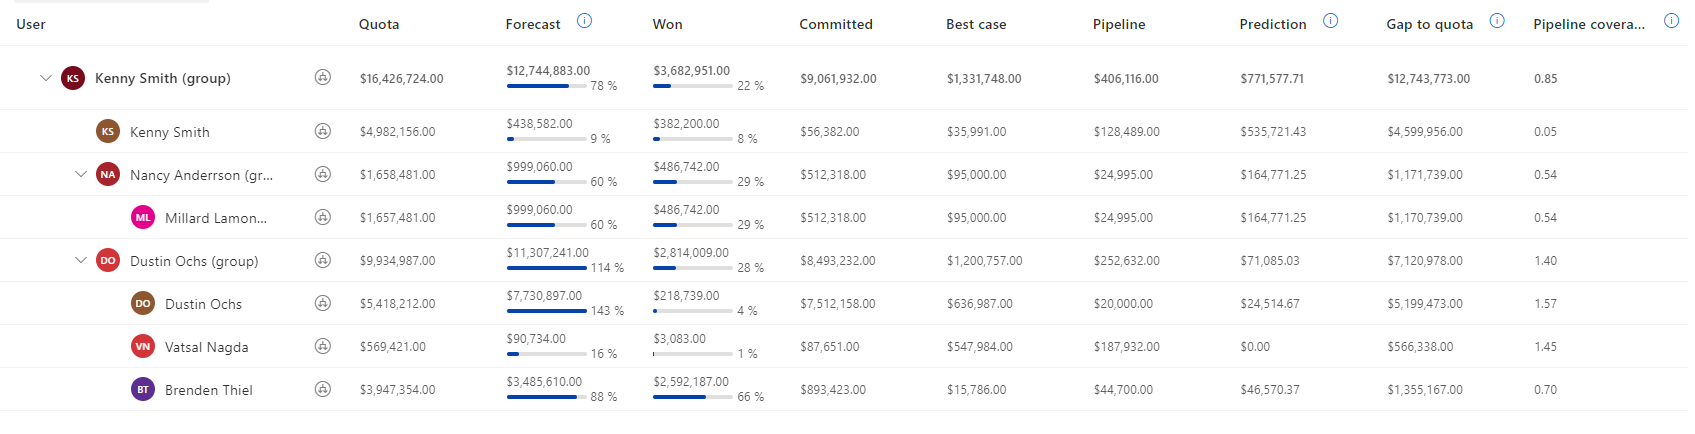 User Quota Forecast Won Committed Best case Pipeline Prediction Gap to quota Pipeline covera...
KS Kenny Smith (group) $16,426,724.00 $12,744,883.00 78 % $3,682,951.00 22 % $9,061,932.00 $1,331,748.00 $406,116.00 $771,577.71 $12,743,773.00 0.85
KS Kenny Smith $4,982,156.00 $438,582.00 9 % $382,200.00 8 % $56,382.00 $35,991.00 $128,489.00 $535,721.43 $4,599,956.00 0.05
NA Nancy Anderrson (gr... $1,658,481.00 $999,060.00 60 % $486,742.00 29 % $512,318.00 $95,000.00 $24,995.00 $164,771.25 $1,171,739.00 0.54
ML Millard Lamon... $1,657,481.00 $999,060.00 60 % $486,742.00 29 % $512,318.00 $95,000.00 $24,995.00 $164,771.25 $1,170,739.00 0.54
DO Dustin Ochs (group) $9,934,987.00 $11,307,241.00 114 % $2,814,009.00 28 % $8,493,232.00 $1,200,757.00 $252,632.00 $71,085.03 $7,120,978.00 1.40
DO Dustin Ochs $5,418,212.00 $7,730,897.00 143 % $218,739.00 4 % $7,512,158.00 $636,987.00 $20,000.00 $24,514.67 $5,199,473.00 1.57
VN Vatsal Nagda $569,421.00 $90,734.00 16 % $3,083.00 1 % $87,651.00 $547,984.00 $187,932.00 $0.00 $566,338.00 1.45
BT Brenden Thiel $3,947,354.00 $3,485,610.00 88 % $2,592,187.00 66 % $893,423.00 $15,786.00 $44,700.00 $46,570.37 $1,355,167.00 0.70